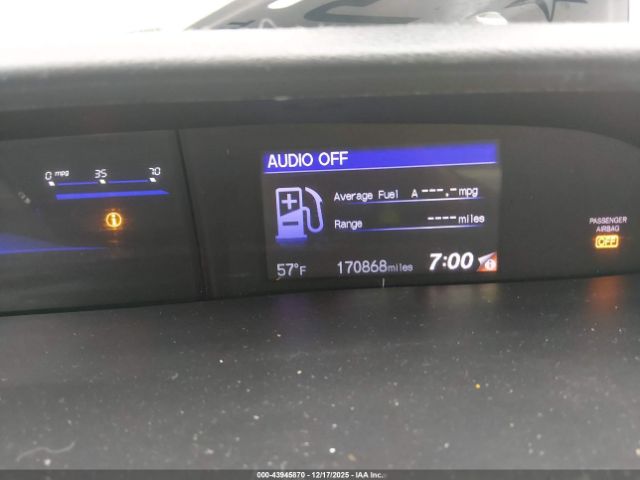 AUDIO OFF
0 mpg 35 70
Average Fuel A ---.- mpg
Range ---- miles
PASSENGER
AIRBAG
OFF
57°F 170868 miles 7:00
000-43945870 - 12/17/2025 - IAA Inc.